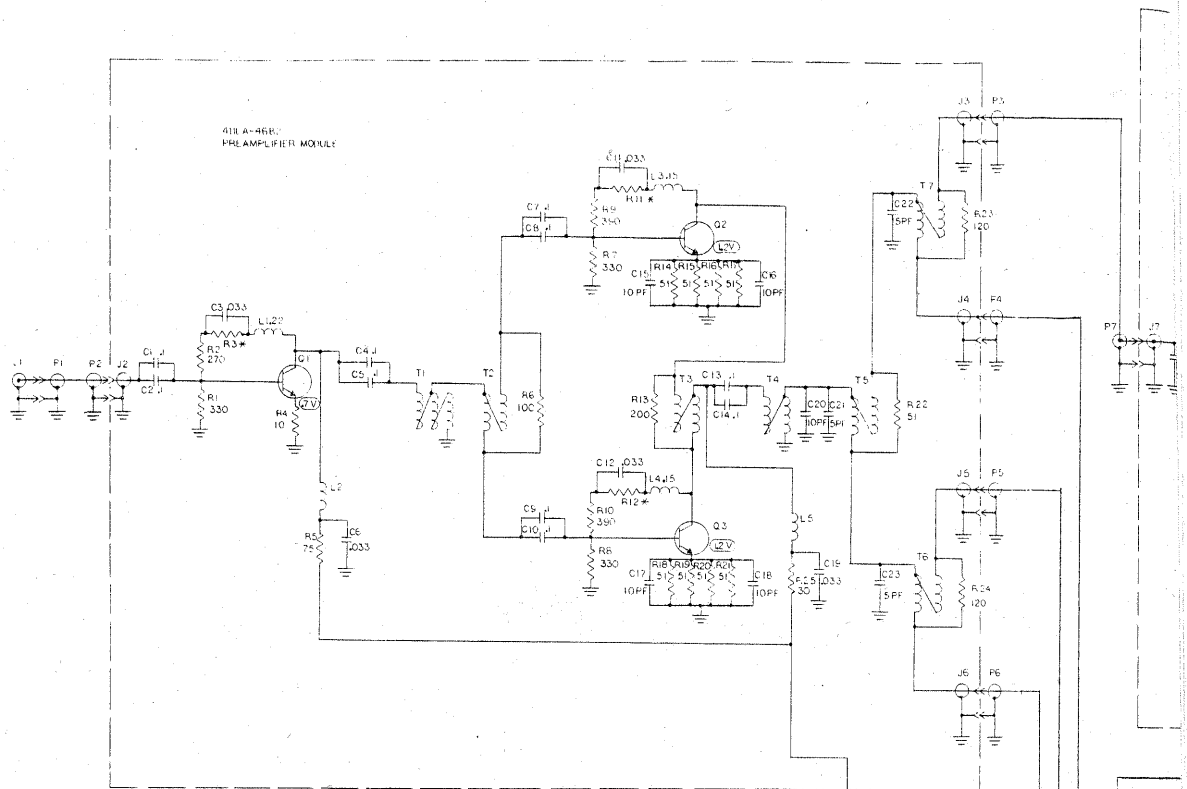 PREAMPLIFIER MODULE
J3
P3
C11 .033
L3 .15
R11 *
T7
C22
5PF
R23
120
C7 .1
C8 .1
R9
390
Q2
R7
330
C15
10PF
R14
R15
R16
R17
51
51
51
51
C16
10PF
J4
P4
P7
J7
C3 .033
L1 .22
R3 *
R2
270
Q1
J1
P1
P2
J2
C1 .1
C2 .1
R1
330
.7V
R4
10
C4 .1
C5 .1
T1
T2
R6
100
R13
200
T3
C13 .1
C14 .1
T4
C20
10PF
C21
T5
R22
51
C12 .033
L4 .15
R12 *
L2
R5
75
C6
.033
R10
390
C9 .1
C10 .1
Q3
R8
330
L5
J5
P5
C17
10PF
R18
R19
R20
R21
51
51
51
51
C18
10PF
R25
30
C19
.033
C23
5PF
T6
R24
120
J6
P6